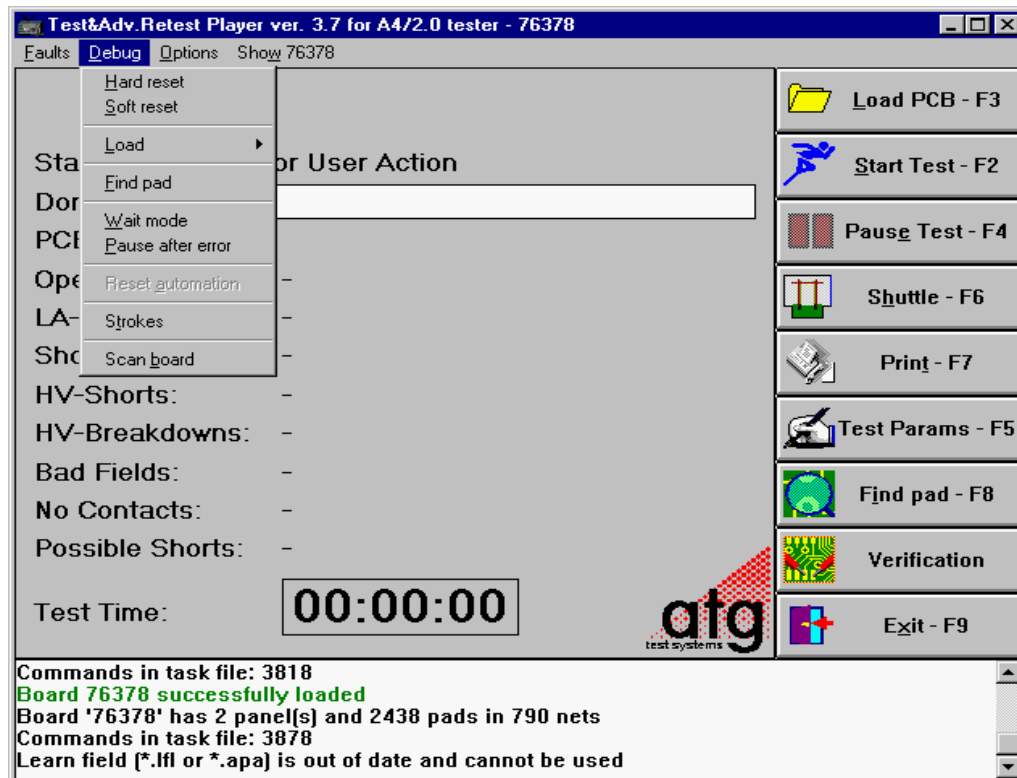 Test&Adv.Retest Player ver. 3.7 for A4/2.0 tester - 76378
Faults Debug Options Show 76378
Hard reset
Soft reset
Load
Find pad
Wait mode
Pause after error
Reset automation
Strokes
Scan board
Sta or User Action
Dor
PCB
Ope -
LA- -
Sho -
HV-Shorts: -
HV-Breakdowns: -
Bad Fields: -
No Contacts: -
Possible Shorts: -
Test Time: 00:00:00
atg
test systems
Load PCB - F3
Start Test - F2
Pause Test - F4
Shuttle - F6
Print - F7
Test Params - F5
Find pad - F8
Verification
Exit - F9
Commands in task file: 3818
Board 76378 successfully loaded
Board '76378' has 2 panel(s) and 2438 pads in 790 nets
Commands in task file: 3878
Learn field (*.lfl or *.apa) is out of date and cannot be used